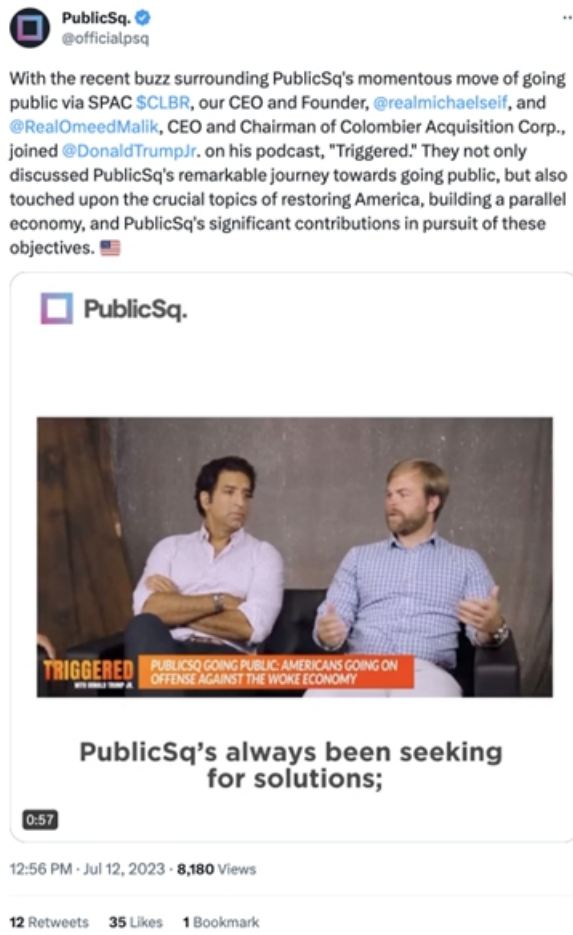 PublicSq.
@officialpsq
With the recent buzz surrounding PublicSq's momentous move of going
public via SPAC $CLBR, our CEO and Founder, @realmichaelseif, and
@RealOmeedMalik, CEO and Chairman of Colombier Acquisition Corp.,
joined @DonaldTrumpJr. on his podcast, "Triggered." They not only
discussed PublicSq's remarkable journey towards going public, but also
touched upon the crucial topics of restoring America, building a parallel
economy, and PublicSq's significant contributions in pursuit of these
objectives. 🇺🇸
PublicSq.
TRIGGERED
WITH DONALD TRUMP JR.
PUBLICSQ GOING PUBLIC: AMERICANS GOING ON
OFFENSE AGAINST THE WOKE ECONOMY
PublicSq's always been seeking
for solutions;
0:57
12:56 PM · Jul 12, 2023 · 8,180 Views
12 Retweets 35 Likes 1 Bookmark